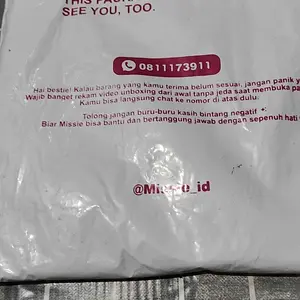 THIS PACKA
SEE YOU, TOO.
0811173911
Hai bestie! Kalau barang yang kamu terima belum sesuai, jangan panik y
Wajib banget rekam video unboxing dari awal tanpa jeda saat membuka pa
Kamu bisa langsung chat ke nomor di atas dulu.
Tolong jangan buru-buru kasih bintang negatif
Biar Missie bisa bantu dan bertanggung jawab dengan sepenuh hati
@Missie_id